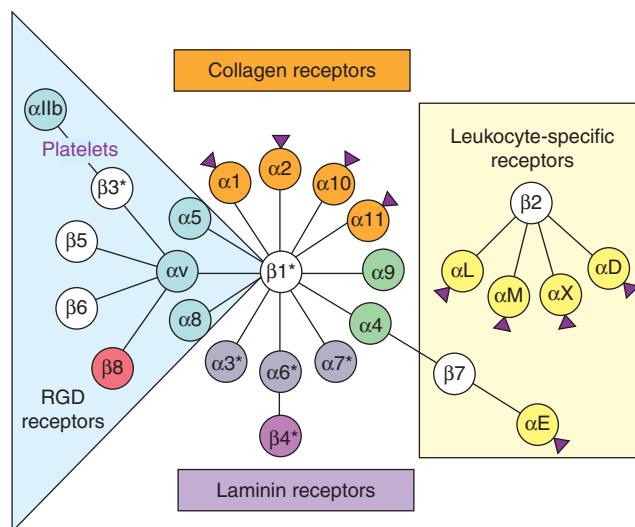 Collagen receptors
αIIb
Platelets
β3*
β5
β6
αv
β8
RGD
receptors
α5
α8
α1
α2
α10
α11
β1*
α9
α4
α3*
α6*
α7*
β4*
Laminin receptors
Leukocyte-specific
receptors
β2
αL
αM
αX
αD
β7
αE